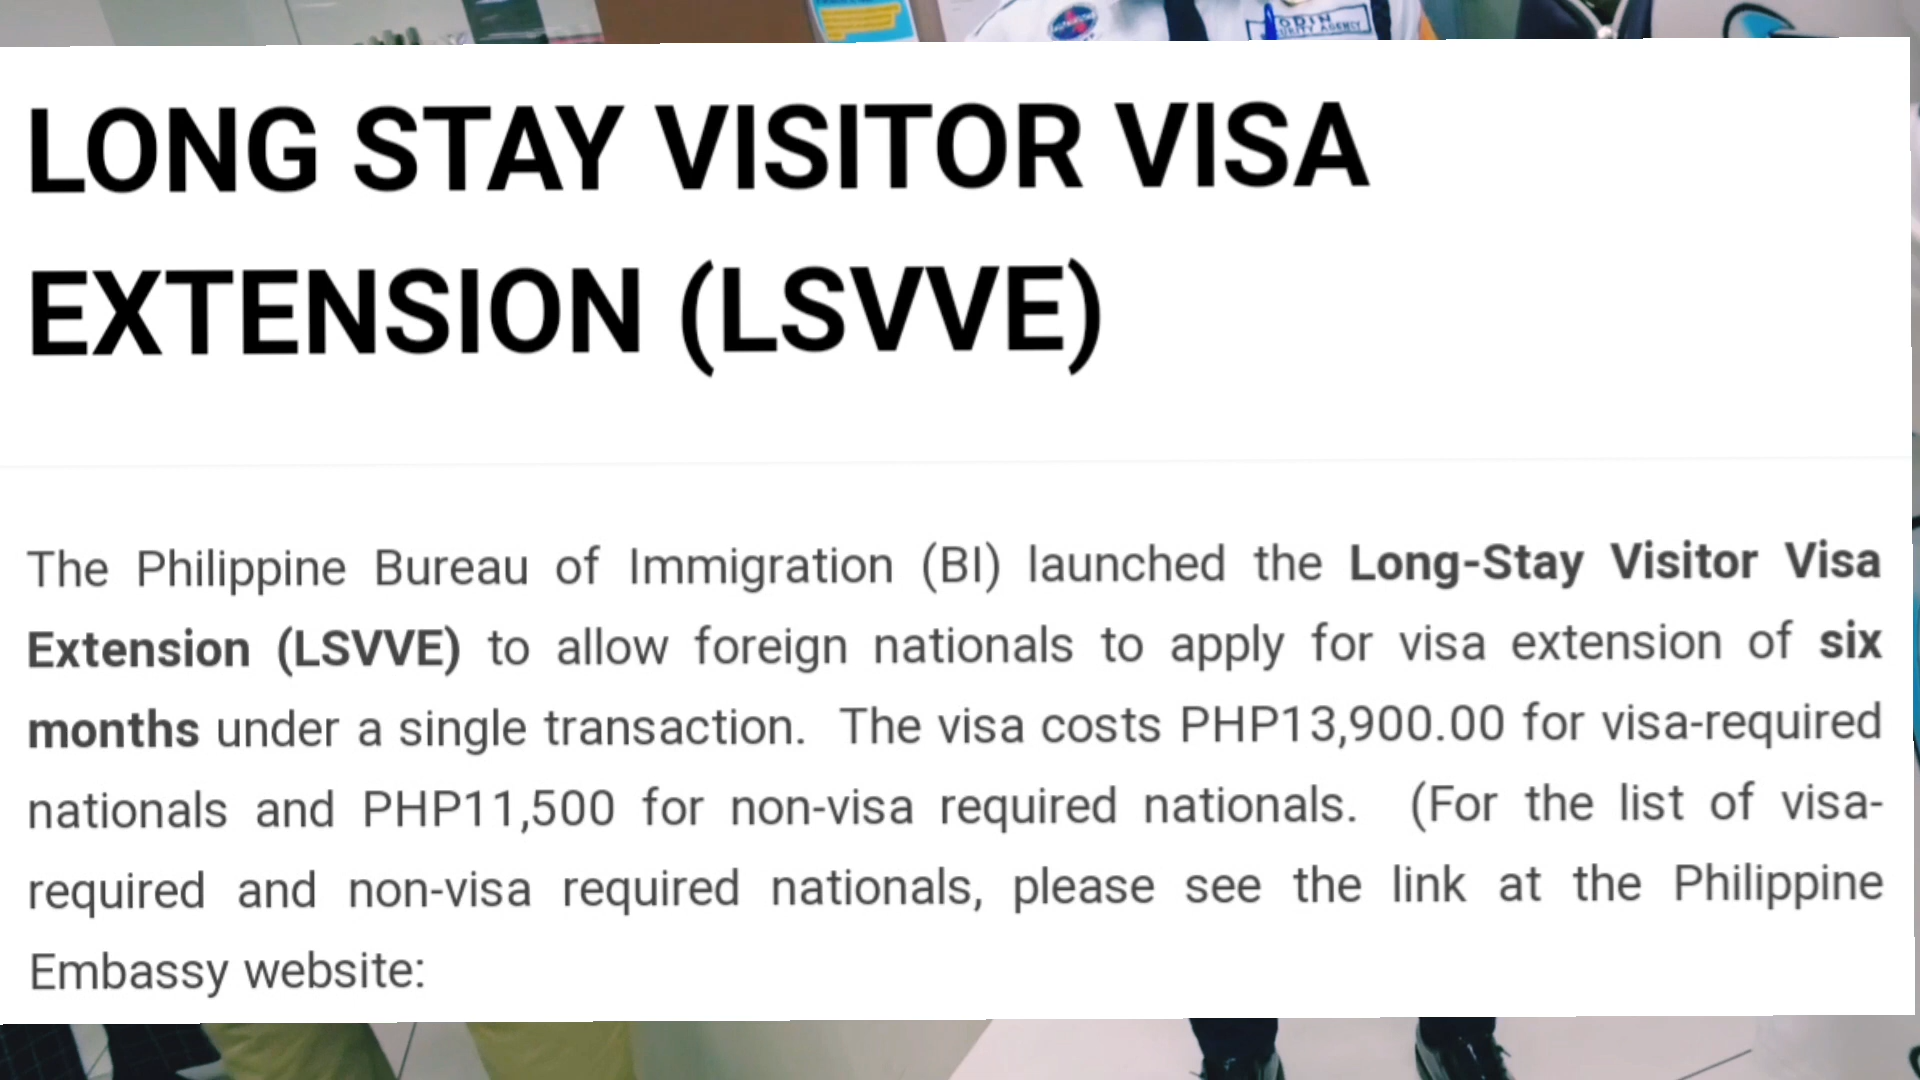 ODIN
SECURITY AGENCY
LONG STAY VISITOR VISA
EXTENSION (LSVVE)
The Philippine Bureau of Immigration (BI) launched the Long-Stay Visitor Visa
Extension (LSVVE) to allow foreign nationals to apply for visa extension of six
months under a single transaction. The visa costs PHP13,900.00 for visa-required
nationals and PHP11,500 for non-visa required nationals. (For the list of visa-
required and non-visa required nationals, please see the link at the Philippine
Embassy website: